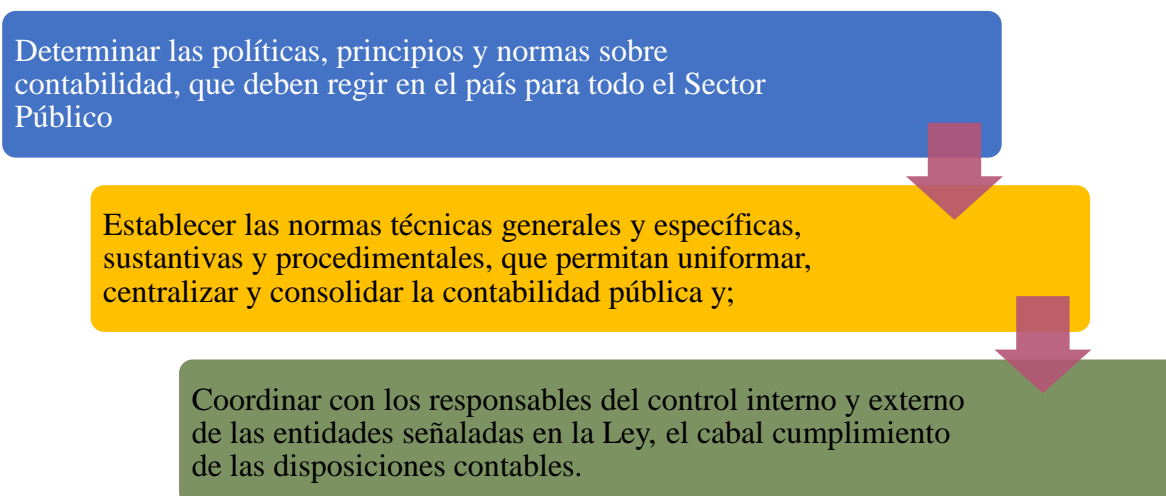 Determinar las políticas, principios y normas sobre
contabilidad, que deben regir en el país para todo el Sector
Público
Establecer las normas técnicas generales y específicas,
sustantivas y procedimentales, que permitan uniformar,
centralizar y consolidar la contabilidad pública y;
Coordinar con los responsables del control interno y externo
de las entidades señaladas en la Ley, el cabal cumplimiento
de las disposiciones contables.